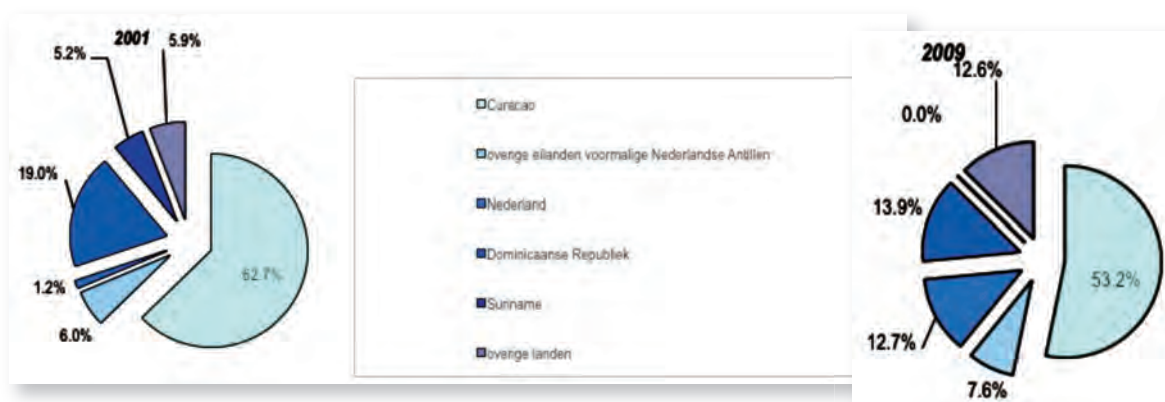 2001
5.9%
5.2%
19.0%
1.2%
6.0%
62.7%
Curacao
overige eilanden voormalige Nederlandse Antillen
Nederland
Dominicaanse Republiek
Suriname
overige landen
2009
12.6%
0.0%
13.9%
12.7%
7.6%
53.2%